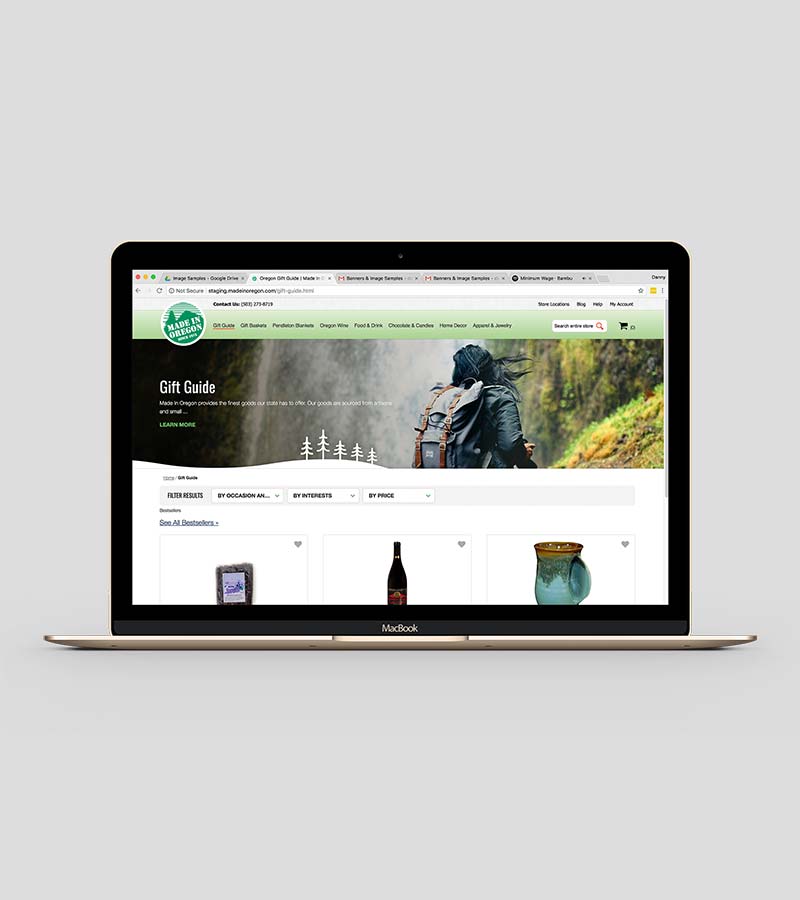 Image Samples - Google Drive
Oregon Gift Guide | Made In O
Banners & Image Samples - d
Banners & Image Samples - d
Minimum Wage - Bambu
Danny
Not Secure | staging.madeinoregon.com/gift-guide.html
Contact Us: (503) 273-8719
Store Locations Blog Help My Account
MADE IN OREGON
SINCE 1975
Gift Guide Gift Baskets Pendleton Blankets Oregon Wine Food & Drink Chocolate & Candies Home Decor Apparel & Jewelry
Search entire store
(0)
Gift Guide
Made In Oregon provides the finest goods our state has to offer. Our goods are sourced from artisans
and small ...
LEARN MORE
Home / Gift Guide
FILTER RESULTS BY OCCASION AN... BY INTERESTS BY PRICE
Bestsellers
See All Bestsellers »
MacBook